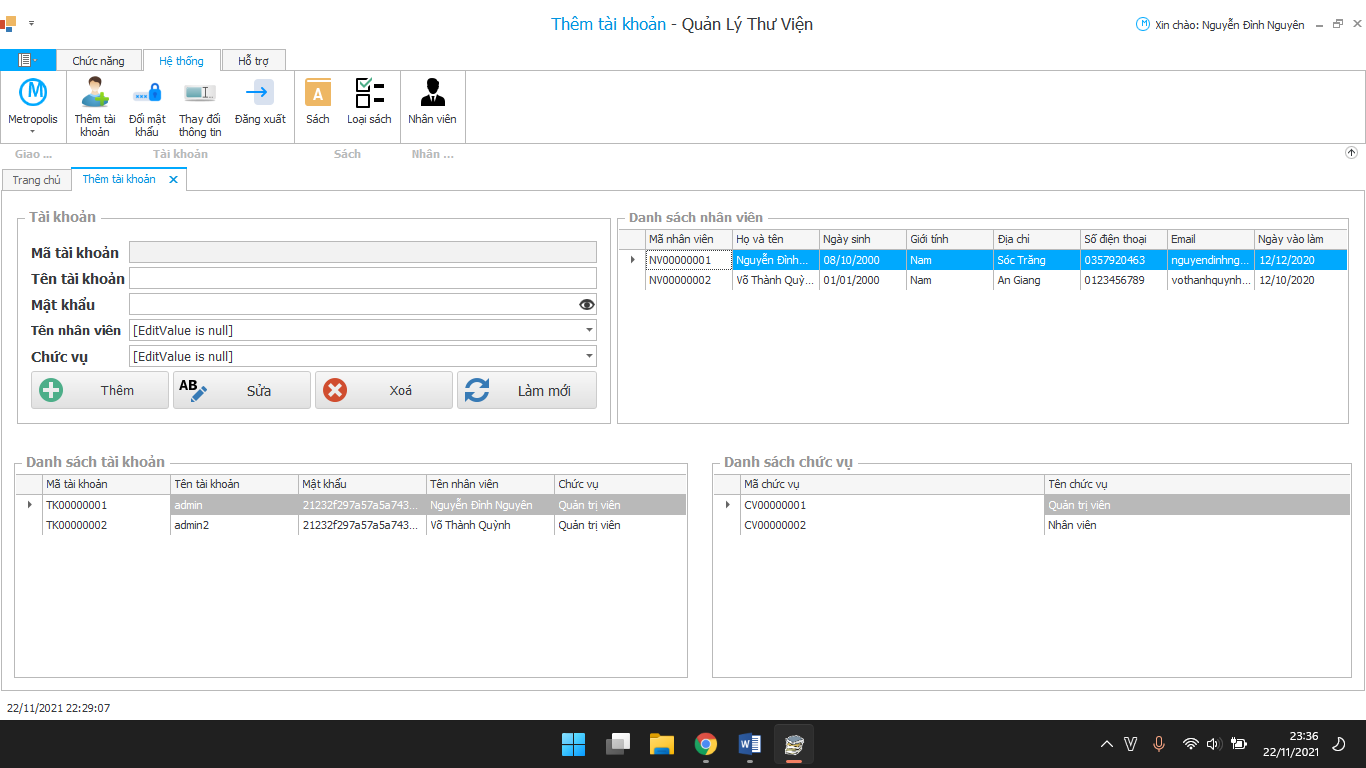 Thêm tài khoản - Quản Lý Thư Viện
Xin chào: Nguyễn Đình Nguyên
Chức năng
Hệ thống
Hỗ trợ
Metropolis
Thêm tài khoản
Đổi mật khẩu
Thay đổi thông tin
Đăng xuất
Sách
Loại sách
Nhân viên
Giao ...
Tài khoản
Sách
Nhân ...
Trang chủ
Thêm tài khoản
Tài khoản
Mã tài khoản
Tên tài khoản
Mật khẩu
Tên nhân viên [EditValue is null]
Chức vụ [EditValue is null]
Thêm
AB Sửa
Xoá
Làm mới
Danh sách nhân viên
Mã nhân viên Họ và tên Ngày sinh Giới tính Địa chỉ Số điện thoại Email Ngày vào làm
NV00000001 Nguyễn Đình... 08/10/2000 Nam Sóc Trăng 0357920463 nguyendinhng... 12/12/2020
NV00000002 Võ Thành Quỳ... 01/01/2000 Nam An Giang 0123456789 vothanhquynh... 12/10/2020
Danh sách tài khoản
Mã tài khoản Tên tài khoản Mật khẩu Tên nhân viên Chức vụ
TK00000001 admin 21232f297a57a5a743... Nguyễn Đình Nguyên Quản trị viên
TK00000002 admin2 21232f297a57a5a743... Võ Thành Quỳnh Quản trị viên
Danh sách chức vụ
Mã chức vụ Tên chức vụ
CV00000001 Quản trị viên
CV00000002 Nhân viên
22/11/2021 22:29:07
23:36
22/11/2021